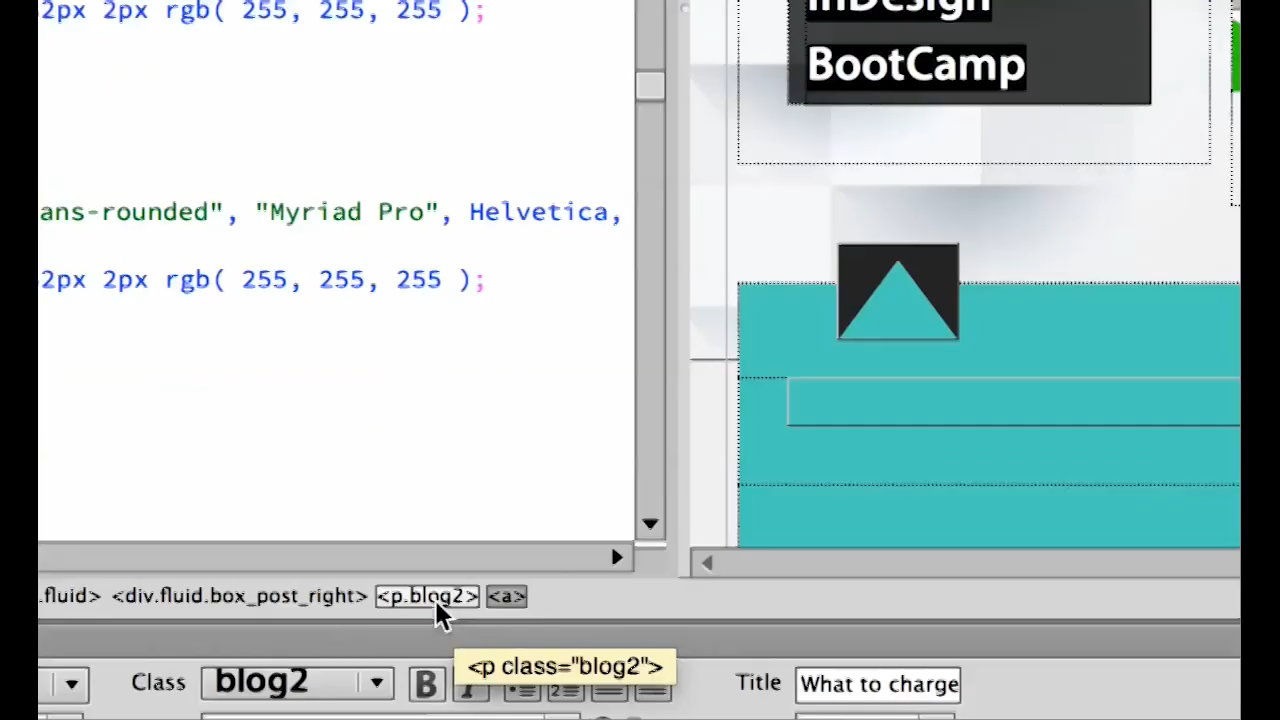 2px 2px rgb( 255, 255, 255 );
InDesign
BootCamp
ans-rounded", "Myriad Pro", Helvetica,
2px 2px rgb( 255, 255, 255 );
.fluid> <div.fluid.box_post_right> <p.blog2> <a>
<p class="blog2">
Class blog2 B I Title What to charge